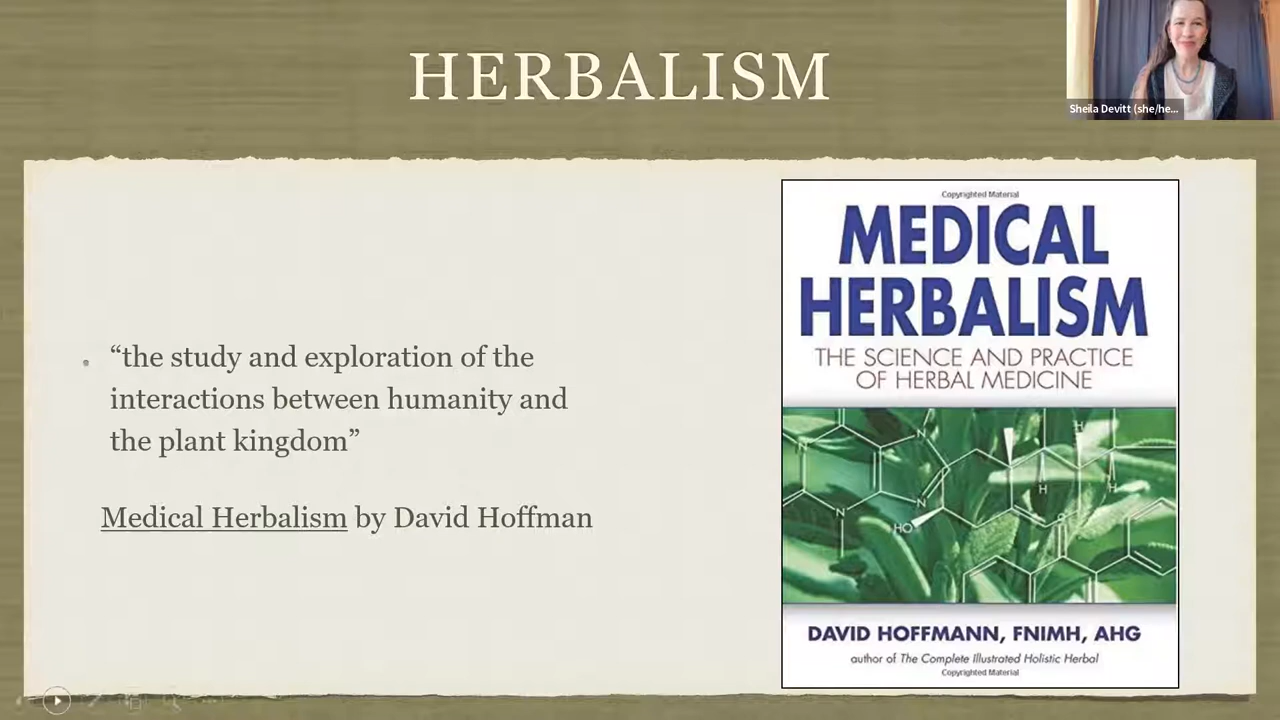 HERBALISM
Sheila Devitt (she/he...
“the study and exploration of the
interactions between humanity and
the plant kingdom”
Medical Herbalism by David Hoffman
Copyrighted Material
MEDICAL
HERBALISM
THE SCIENCE AND PRACTICE
OF HERBAL MEDICINE
N
H
N
N
H
H
N
HO
DAVID HOFFMANN, FNIMH, AHG
author of The Complete Illustrated Holistic Herbal
Copyrighted Material